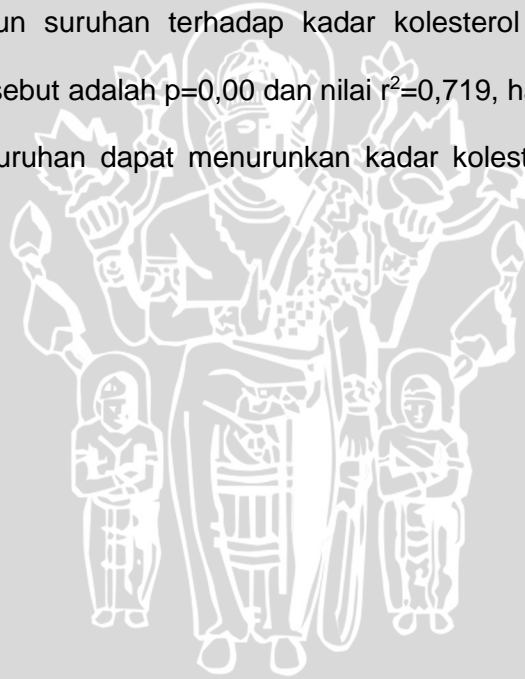 un suruhan terhadap kadar kolesterol
sebut adalah p=0,00 dan nilai r²=0,719, ha
uruhan dapat menurunkan kadar kolest